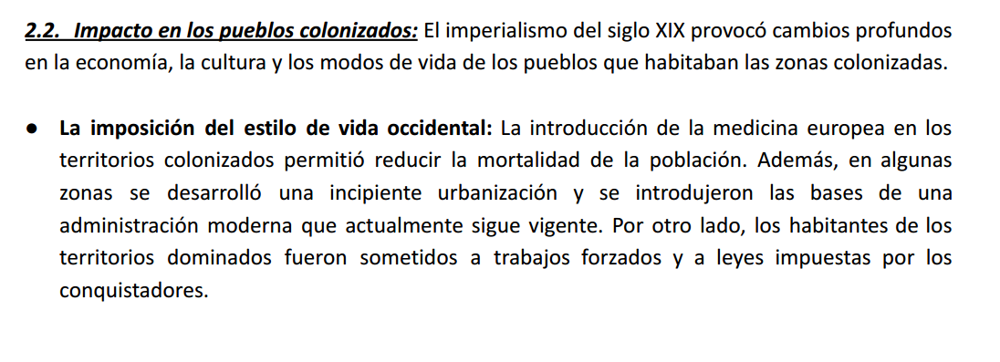 2.2. Impacto en los pueblos colonizados: El imperialismo del siglo XIX provocó cambios profundos
en la economía, la cultura y los modos de vida de los pueblos que habitaban las zonas colonizadas.
● La imposición del estilo de vida occidental: La introducción de la medicina europea en los
territorios colonizados permitió reducir la mortalidad de la población. Además, en algunas
zonas se desarrolló una incipiente urbanización y se introdujeron las bases de una
administración moderna que actualmente sigue vigente. Por otro lado, los habitantes de los
territorios dominados fueron sometidos a trabajos forzados y a leyes impuestas por los
conquistadores.